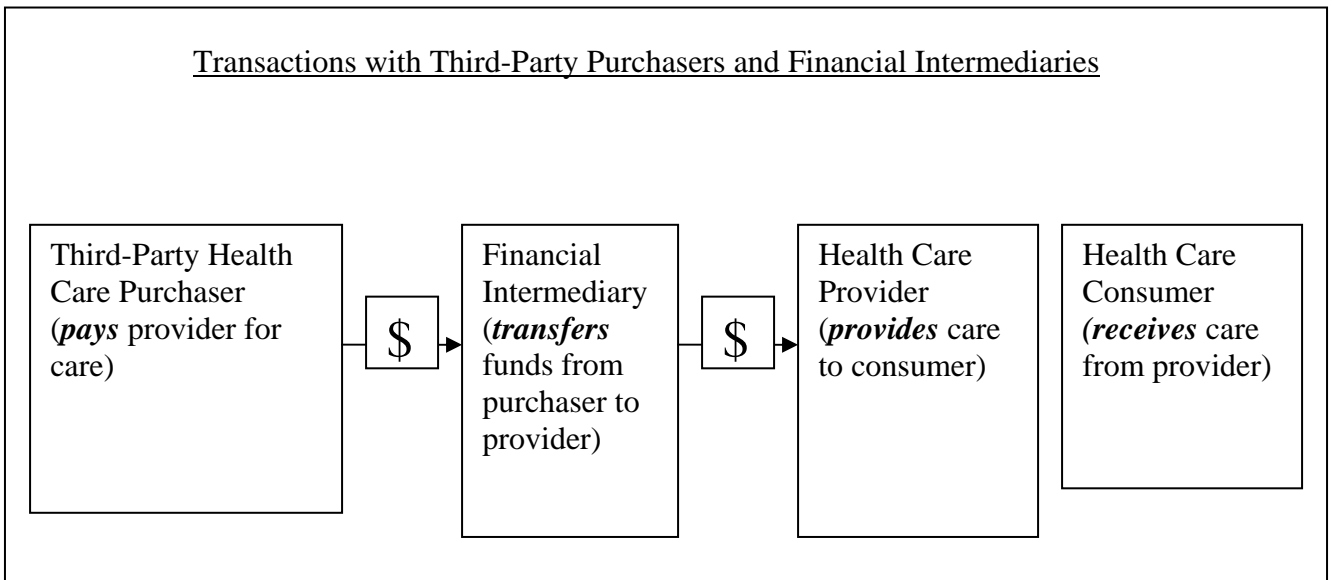 Transactions with Third-Party Purchasers and Financial Intermediaries
Third-Party Health
Care Purchaser
(pays provider for
care)
$
Financial
Intermediary
(transfers
funds from
purchaser to
provider)
$
Health Care
Provider
(provides care
to consumer)
Health Care
Consumer
(receives care
from provider)